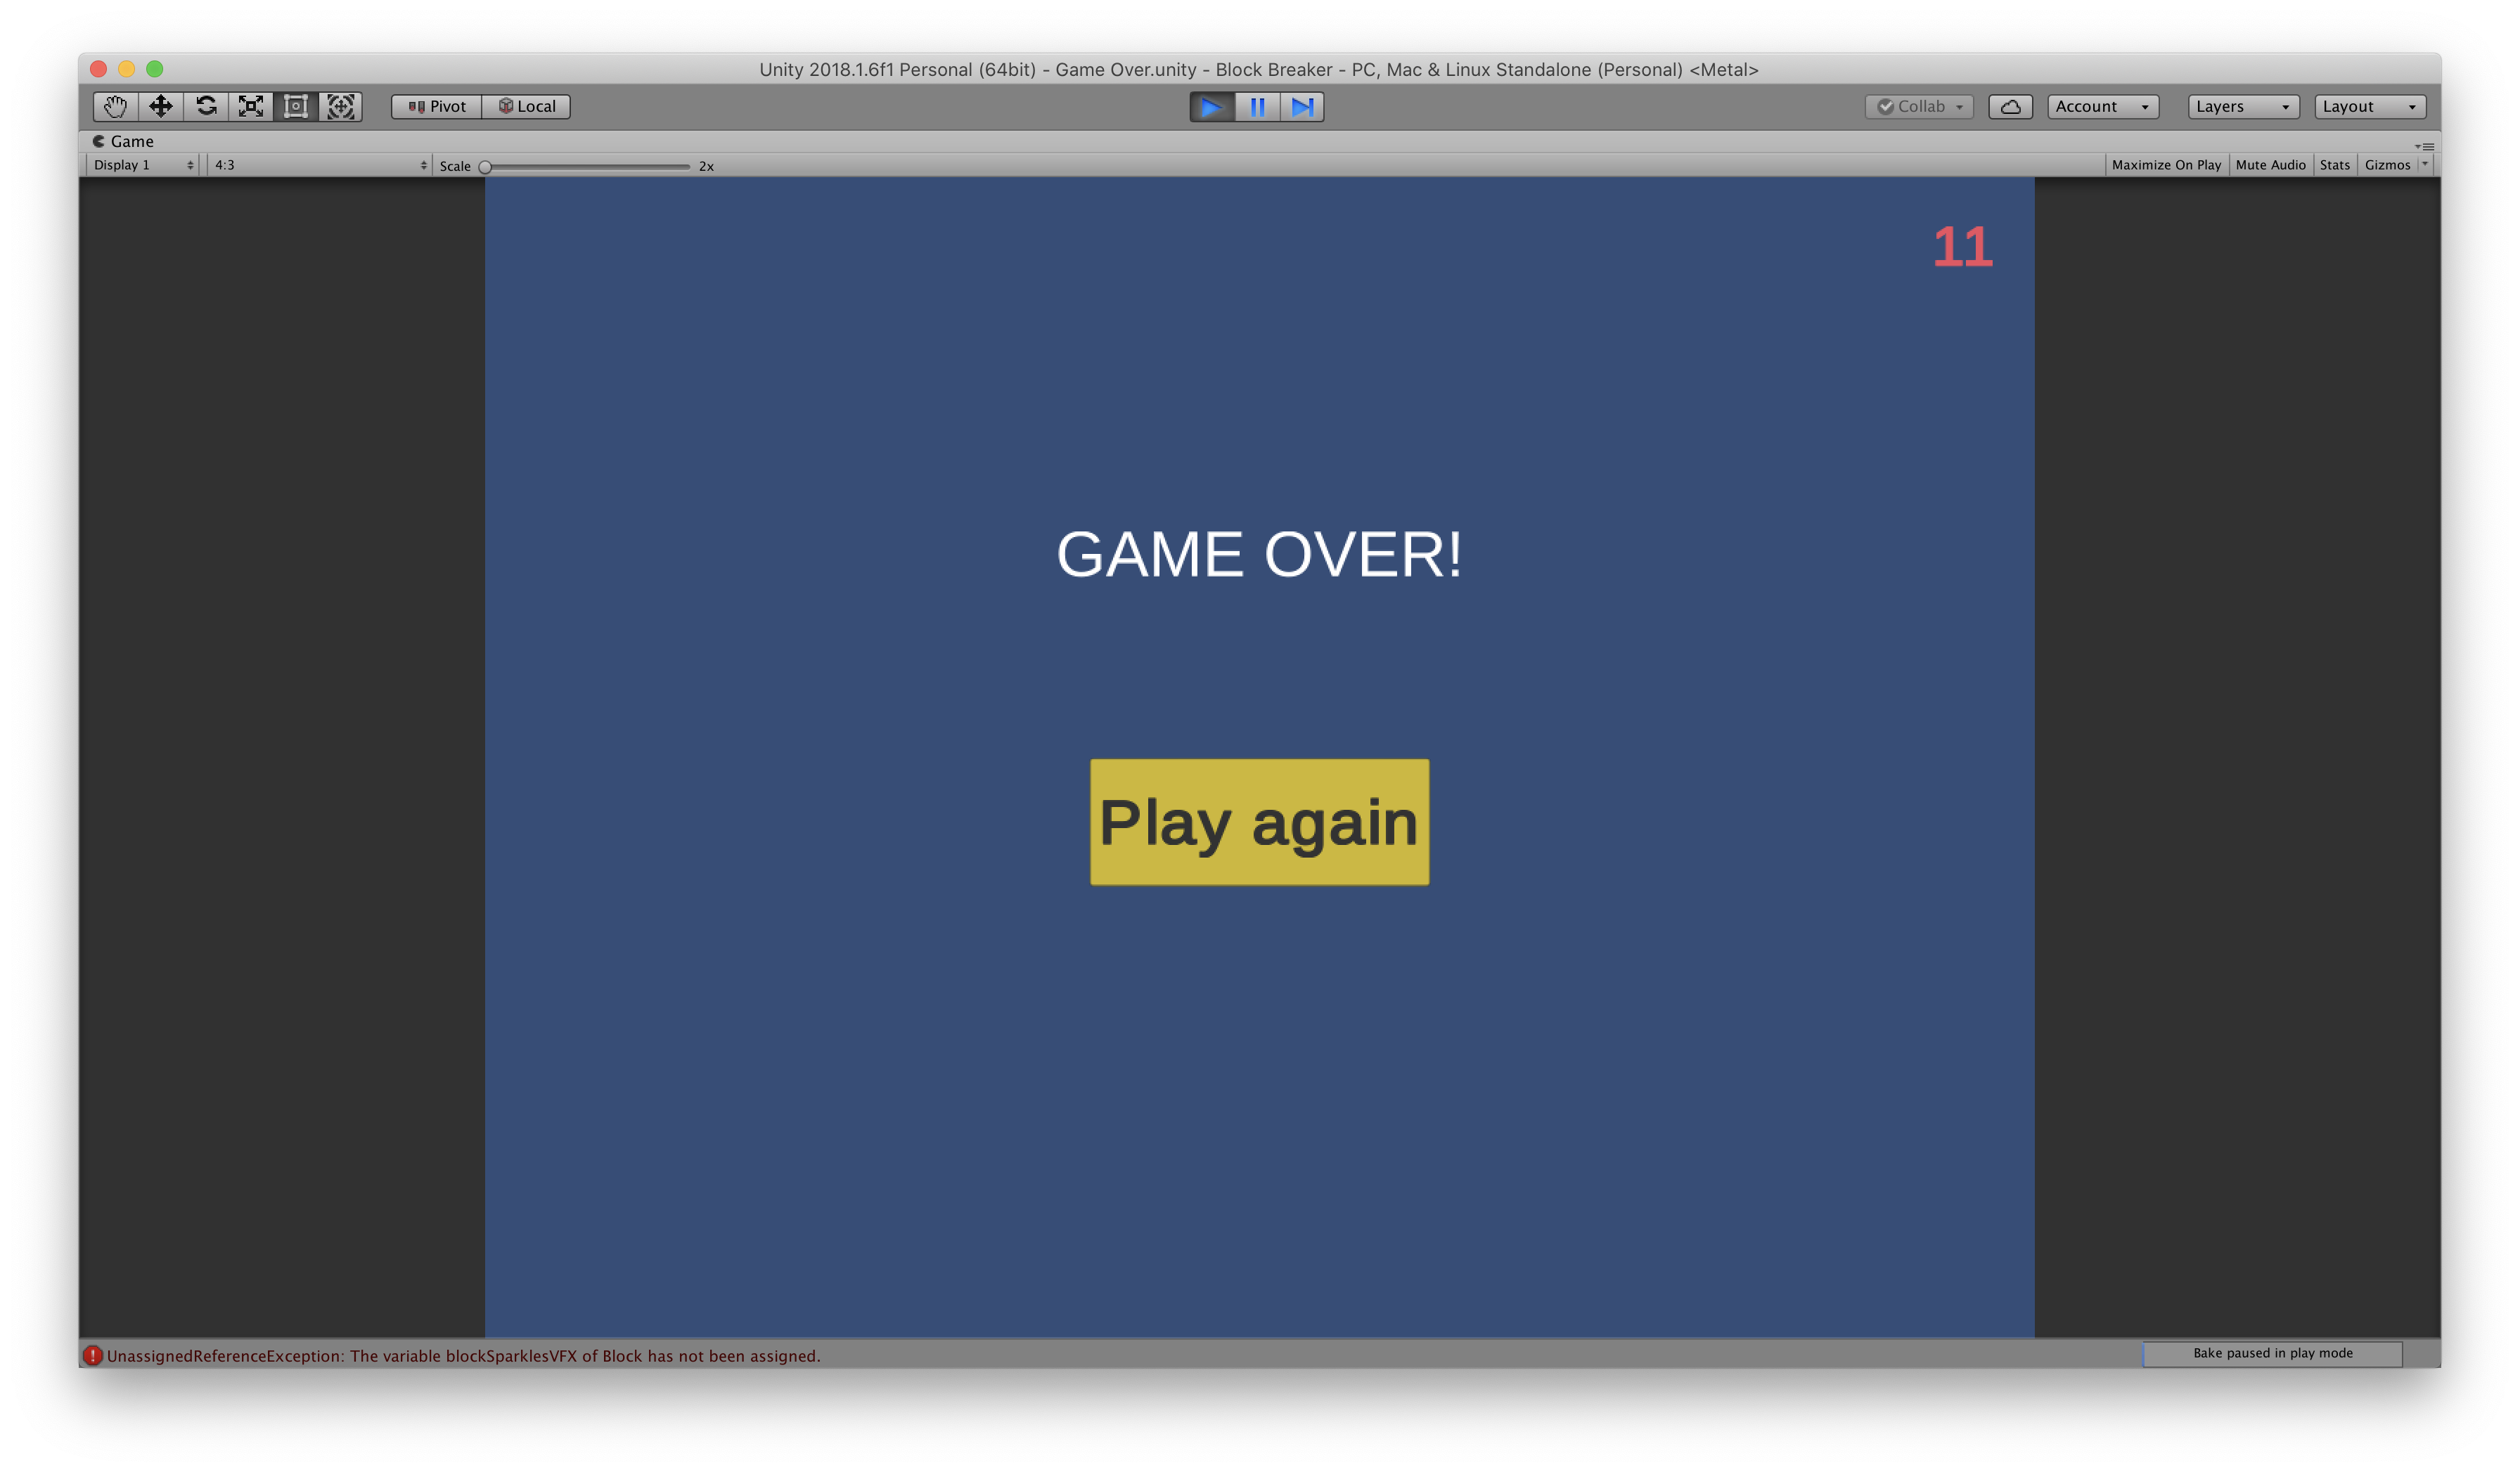 Unity 2018.1.6f1 Personal (64bit) - Game Over.unity - Block Breaker - PC, Mac & Linux Standalone (Personal) <Metal>
Pivot Local Collab Account Layers Layout
Game
Display 1 4:3 Scale 2x Maximize On Play Mute Audio Stats Gizmos
11
GAME OVER!
Play again
UnassignedReferenceException: The variable blockSparklesVFX of Block has not been assigned. Bake paused in play mode